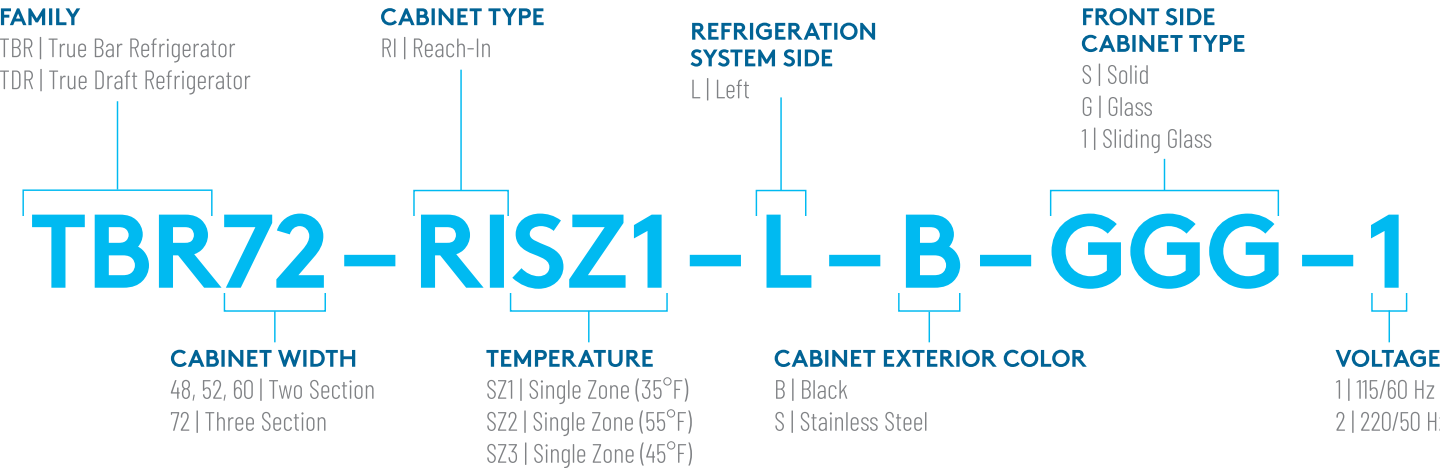 FAMILY
TBR | True Bar Refrigerator
TDR | True Draft Refrigerator
CABINET TYPE
RI | Reach-In
REFRIGERATION
SYSTEM SIDE
L | Left
FRONT SIDE
CABINET TYPE
S | Solid
G | Glass
1 | Sliding Glass
TBR72–RISZ1–L–B–GGG–1
CABINET WIDTH
48, 52, 60 | Two Section
72 | Three Section
TEMPERATURE
SZ1 | Single Zone (35°F)
SZ2 | Single Zone (55°F)
SZ3 | Single Zone (45°F)
CABINET EXTERIOR COLOR
B | Black
S | Stainless Steel
VOLTAGE
1 | 115/60 Hz
2 | 220/50 H